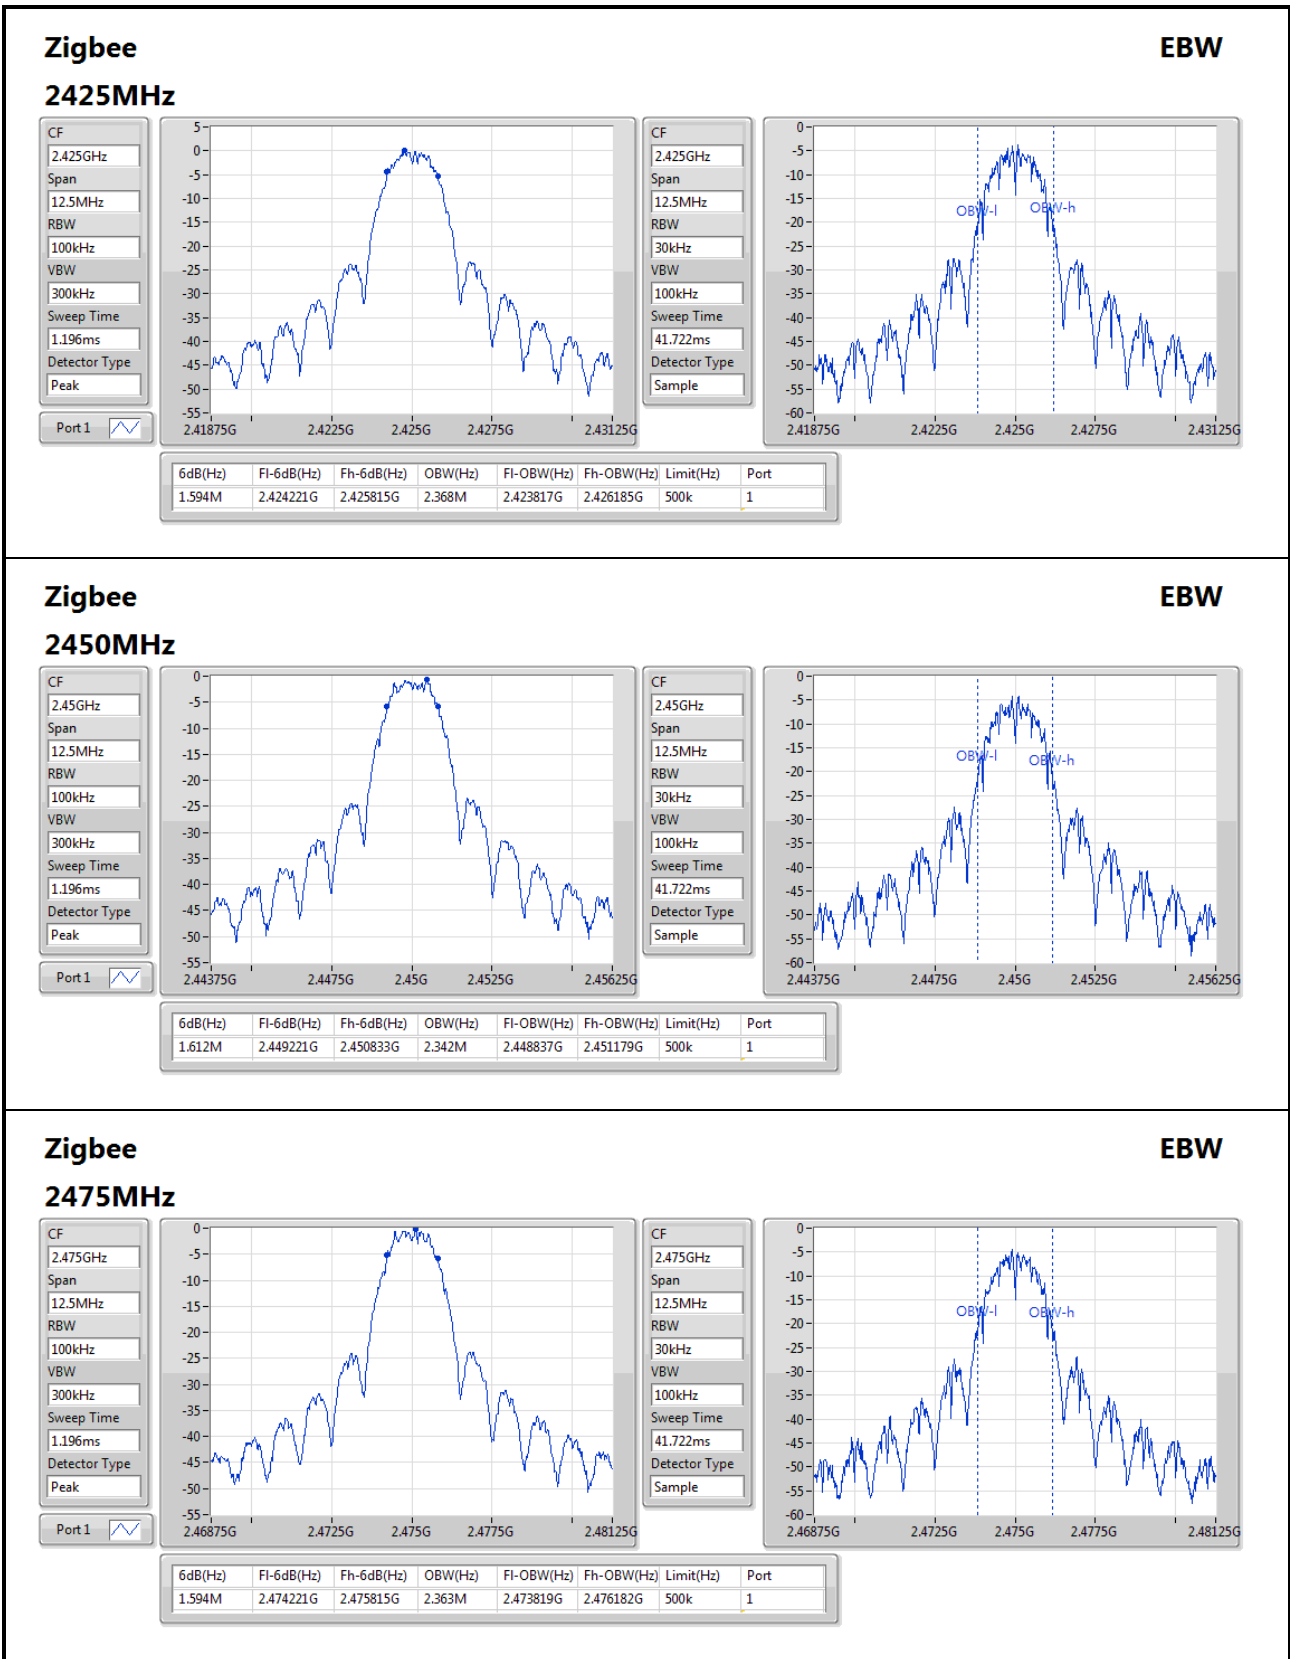 Zigbee
EBW
2425MHz
CF
2.425GHz
Span
12.5MHz
RBW
100kHz
VBW
300kHz
Sweep Time
1.196ms
Detector Type
Peak
Port 1
5
0
-5
-10
-15
-20
-25
-30
-35
-40
-45
-50
-55
2.41875G 2.4225G 2.425G 2.4275G 2.43125G
CF
2.425GHz
Span
12.5MHz
RBW
30kHz
VBW
100kHz
Sweep Time
41.722ms
Detector Type
Sample
0
-5
-10
-15
-20
-25
-30
-35
-40
-45
-50
-55
-60
OBW-l OBW-h
2.41875G 2.4225G 2.425G 2.4275G 2.43125G
6dB(Hz) Fl-6dB(Hz) Fh-6dB(Hz) OBW(Hz) Fl-OBW(Hz) Fh-OBW(Hz) Limit(Hz) Port
1.594M 2.424221G 2.425815G 2.368M 2.423817G 2.426185G 500k 1
Zigbee
EBW
2450MHz
CF
2.45GHz
Span
12.5MHz
RBW
100kHz
VBW
300kHz
Sweep Time
1.196ms
Detector Type
Peak
Port 1
0
-5
-10
-15
-20
-25
-30
-35
-40
-45
-50
-55
2.44375G 2.4475G 2.45G 2.4525G 2.45625G
CF
2.45GHz
Span
12.5MHz
RBW
30kHz
VBW
100kHz
Sweep Time
41.722ms
Detector Type
Sample
0
-5
-10
-15
-20
-25
-30
-35
-40
-45
-50
-55
-60
OBW-l OBW-h
2.44375G 2.4475G 2.45G 2.4525G 2.45625G
6dB(Hz) Fl-6dB(Hz) Fh-6dB(Hz) OBW(Hz) Fl-OBW(Hz) Fh-OBW(Hz) Limit(Hz) Port
1.612M 2.449221G 2.450833G 2.342M 2.448837G 2.451179G 500k 1
Zigbee
EBW
2475MHz
CF
2.475GHz
Span
12.5MHz
RBW
100kHz
VBW
300kHz
Sweep Time
1.196ms
Detector Type
Peak
Port 1
0
-5
-10
-15
-20
-25
-30
-35
-40
-45
-50
-55
2.46875G 2.4725G 2.475G 2.4775G 2.48125G
CF
2.475GHz
Span
12.5MHz
RBW
30kHz
VBW
100kHz
Sweep Time
41.722ms
Detector Type
Sample
0
-5
-10
-15
-20
-25
-30
-35
-40
-45
-50
-55
-60
OBW-l OBW-h
2.46875G 2.4725G 2.475G 2.4775G 2.48125G
6dB(Hz) Fl-6dB(Hz) Fh-6dB(Hz) OBW(Hz) Fl-OBW(Hz) Fh-OBW(Hz) Limit(Hz) Port
1.594M 2.474221G 2.475815G 2.363M 2.473819G 2.476182G 500k 1